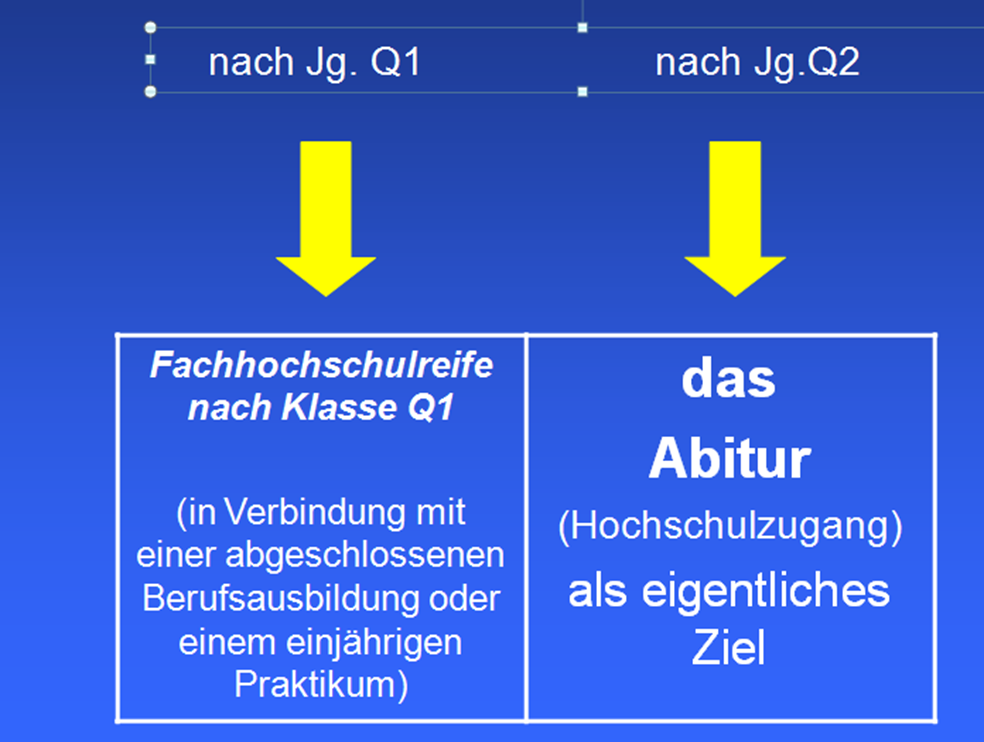 nach Jg. Q1
nach Jg.Q2
Fachhochschulreife
nach Klasse Q1
(in Verbindung mit
einer abgeschlossenen
Berufsausbildung oder
einem einjährigen
Praktikum)
das
Abitur
(Hochschulzugang)
als eigentliches
Ziel